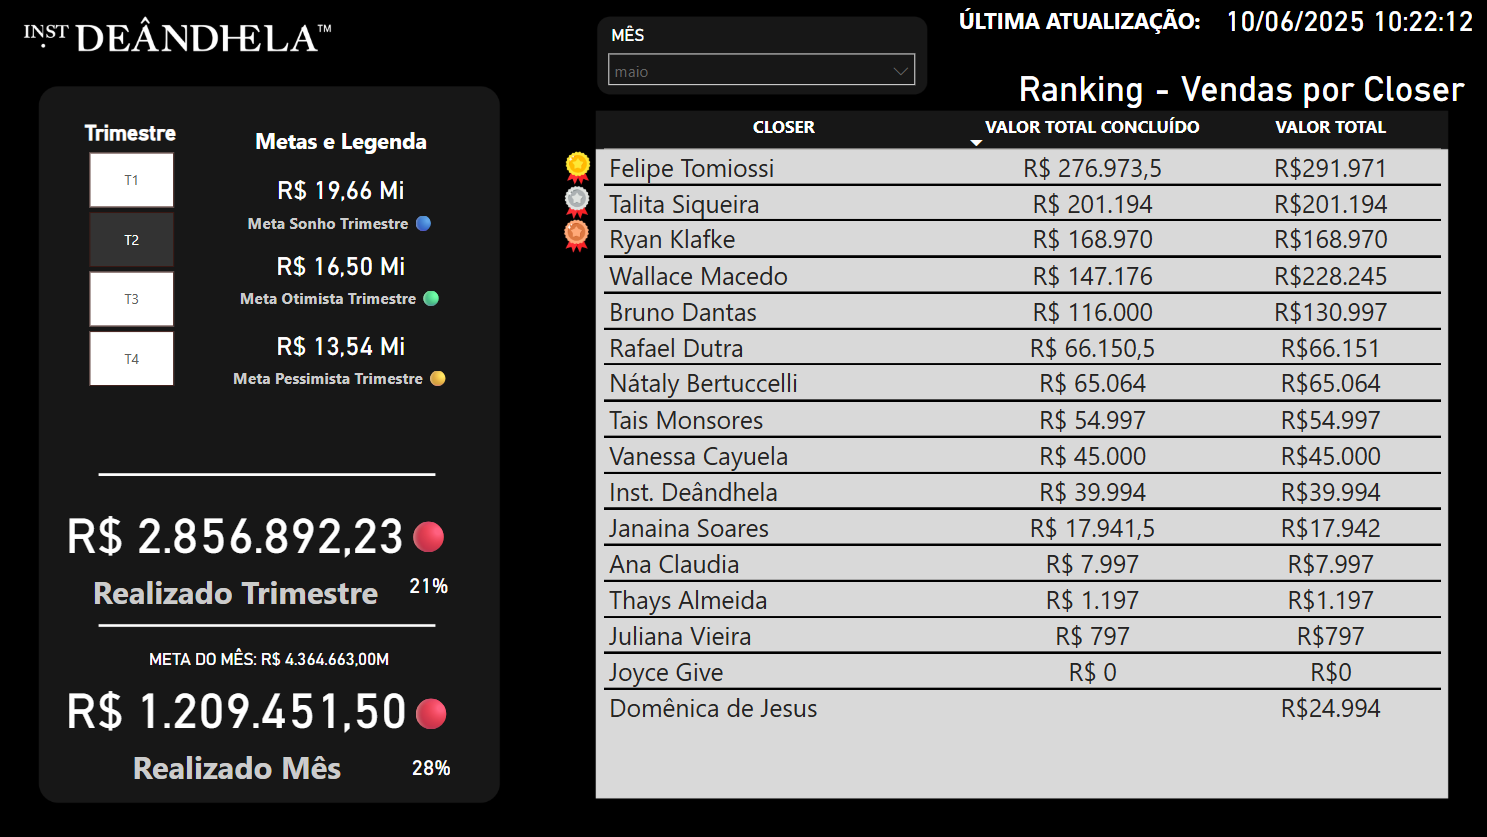 INST DEÂNDHELA™
MÊS
maio
ÚLTIMA ATUALIZAÇÃO: 10/06/2025 10:22:12
Ranking - Vendas por Closer
Trimestre
T1
T2
T3
T4
Metas e Legenda
R$ 19,66 Mi
Meta Sonho Trimestre
R$ 16,50 Mi
Meta Otimista Trimestre
R$ 13,54 Mi
Meta Pessimista Trimestre
R$ 2.856.892,23
Realizado Trimestre 21%
META DO MÊS: R$ 4.364.663,00M
R$ 1.209.451,50
Realizado Mês 28%
CLOSER VALOR TOTAL CONCLUÍDO VALOR TOTAL
Felipe Tomiossi R$ 276.973,5 R$291.971
Talita Siqueira R$ 201.194 R$201.194
Ryan Klafke R$ 168.970 R$168.970
Wallace Macedo R$ 147.176 R$228.245
Bruno Dantas R$ 116.000 R$130.997
Rafael Dutra R$ 66.150,5 R$66.151
Nátaly Bertuccelli R$ 65.064 R$65.064
Tais Monsores R$ 54.997 R$54.997
Vanessa Cayuela R$ 45.000 R$45.000
Inst. Deândhela R$ 39.994 R$39.994
Janaina Soares R$ 17.941,5 R$17.942
Ana Claudia R$ 7.997 R$7.997
Thays Almeida R$ 1.197 R$1.197
Juliana Vieira R$ 797 R$797
Joyce Give R$ 0 R$0
Domênica de Jesus R$24.994